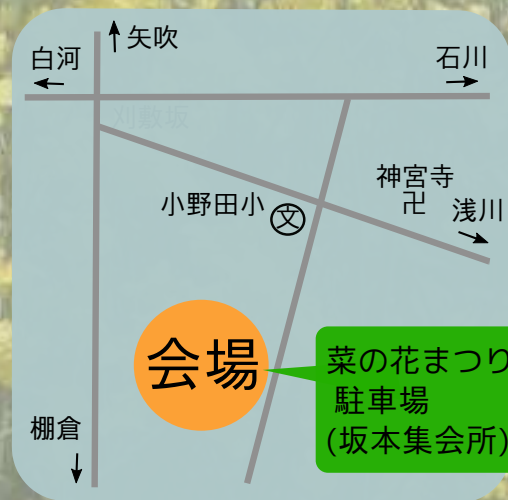 矢吹
白河
石川
刈敷坂
神宮寺
卍
小野田小
文
浅川
会場
菜の花まつり
駐車場
(坂本集会所)
棚倉